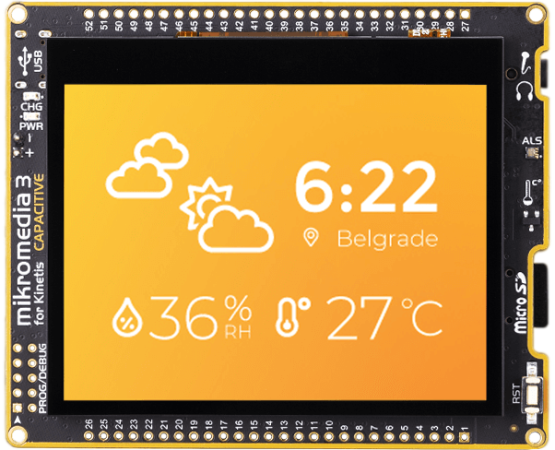 52 51 50 49 48 47 46 45 44 43 42 41 40 39 38 37 36 35 34 33 32 31 30 29 28 27
USB
CHG
PWR
- +
mikromedia 3
for Kinetis CAPACITIVE
PROG/DEBUG
6:22
Belgrade
36 % RH 27 °C
ALS
C°
Micro SD
RST
26 25 24 23 22 21 20 19 18 17 16 15 14 13 12 11 10 9 8 7 6 5 4 3 2 1